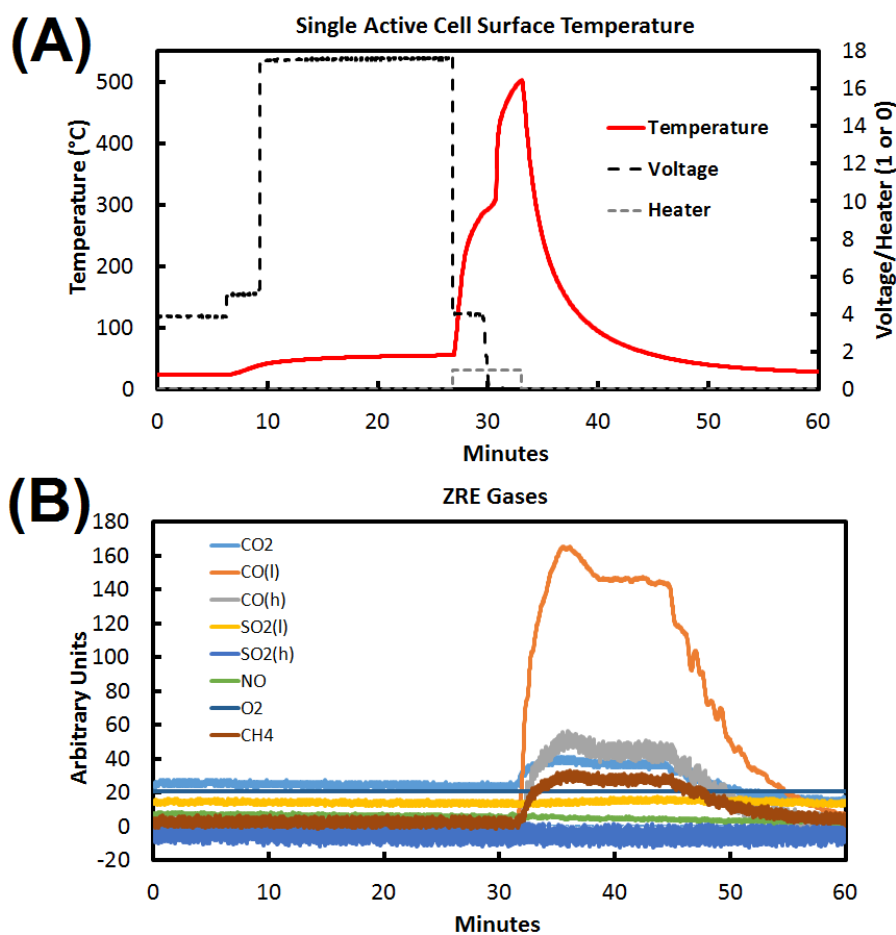 (A)
Single Active Cell Surface Temperature
Temperature (°C)
500
400
300
200
100
0
Temperature
Voltage
Heater
18
16
14
12
10
8
6
4
2
0
Voltage/Heater (1 or 0)
0 10 20 30 40 50 60
Minutes
(B)
ZRE Gases
Arbitrary Units
180
160
140
120
100
80
60
40
20
0
-20
CO2
CO(l)
CO(h)
SO2(l)
SO2(h)
NO
O2
CH4
0 10 20 30 40 50 60
Minutes